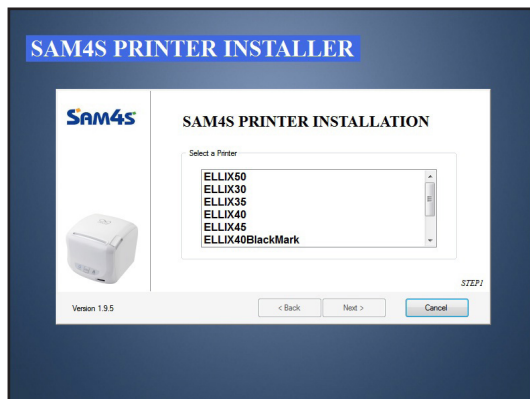 SAM4S PRINTER INSTALLER
SAM4S
SAM4S PRINTER INSTALLATION
Select a Printer
ELLIX50
ELLIX30
ELLIX35
ELLIX40
ELLIX45
ELLIX40BlackMark
STEP1
Version 1.9.5
< Back
Next >
Cancel